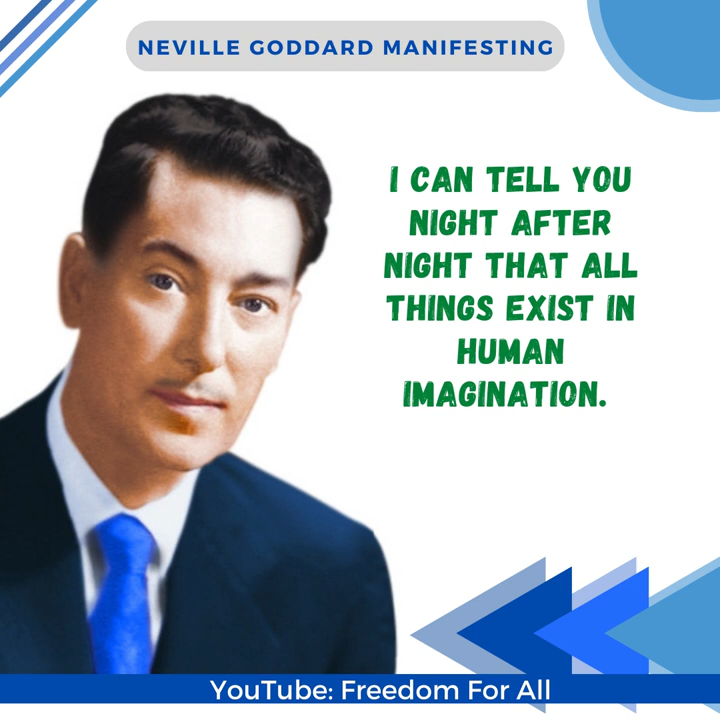 NEVILLE GODDARD MANIFESTING
I CAN TELL YOU
NIGHT AFTER
NIGHT THAT ALL
THINGS EXIST IN
HUMAN
IMAGINATION.
YouTube: Freedom For All